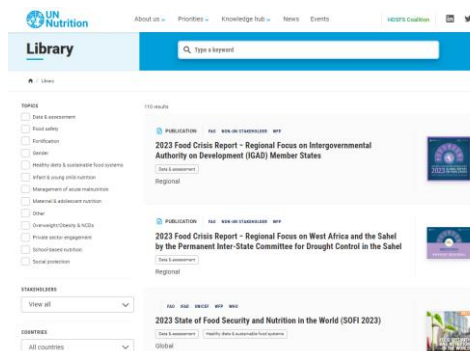 UN
Nutrition
About us
Priorities
Knowledge hub
News
Events
HDSFS Coalition
Library
Type a keyword
/ Library
TOPICS
Data & assessment
Food safety
Fortification
Gender
Healthy diets & sustainable food systems
Infant & young child nutrition
Management of acute malnutrition
Maternal & adolescent nutrition
Other
Overweight/Obesity & NCDs
Private sector engagement
School-based nutrition
Social protection
STAKEHOLDERS
View all
COUNTRIES
All countries
110 results
PUBLICATION FAO NON-UN STAKEHOLDER WFP
2023 Food Crisis Report - Regional Focus on Intergovernmental
Authority on Development (IGAD) Member States
Data & assessment
Regional
PUBLICATION FAO NON-UN STAKEHOLDER WFP
2023 Food Crisis Report - Regional Focus on West Africa and the Sahel
by the Permanent Inter-State Committee for Drought Control in the Sahel
Data & assessment
Regional
FAO IFAD UNICEF WFP WHO
2023 State of Food Security and Nutrition in the World (SOFI 2023)
Data & assessment Healthy diets & sustainable food systems
Global